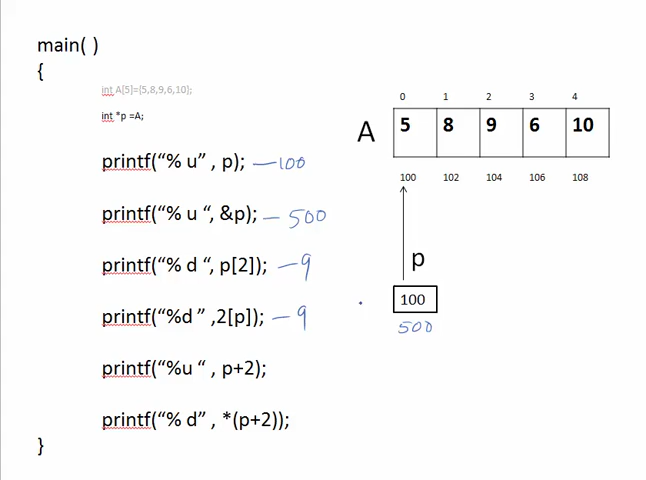 main( )
{
int A[5]={5,8,9,6,10};
int *p =A;
printf(“% u” , p); —100
printf(“% u “, &p); — 500
printf(“% d “, p[2]); —9
printf(“%d ” ,2[p]); —9
printf(“%u “ , p+2);
printf(“% d” , *(p+2));
}
0 1 2 3 4
A 5 8 9 6 10
100 102 104 106 108
p
100
500